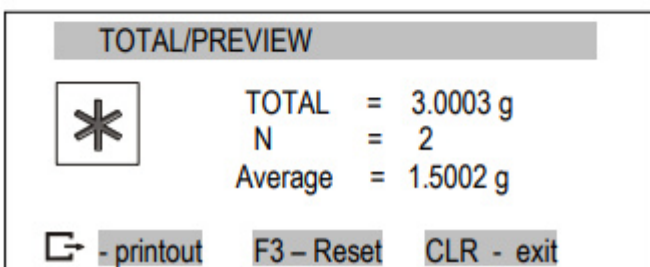 TOTAL/PREVIEW
TOTAL = 3.0003 g
N = 2
Average = 1.5002 g
- printout F3 – Reset CLR - exit